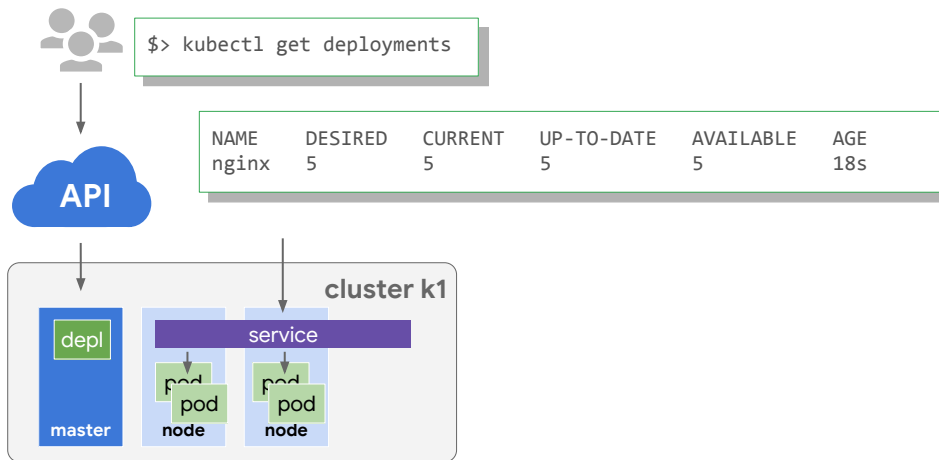 $> kubectl get deployments
NAME DESIRED CURRENT UP-TO-DATE AVAILABLE AGE
nginx 5 5 5 5 18s
API
cluster k1
depl
service
pod
pod
pod
pod
master
node
node